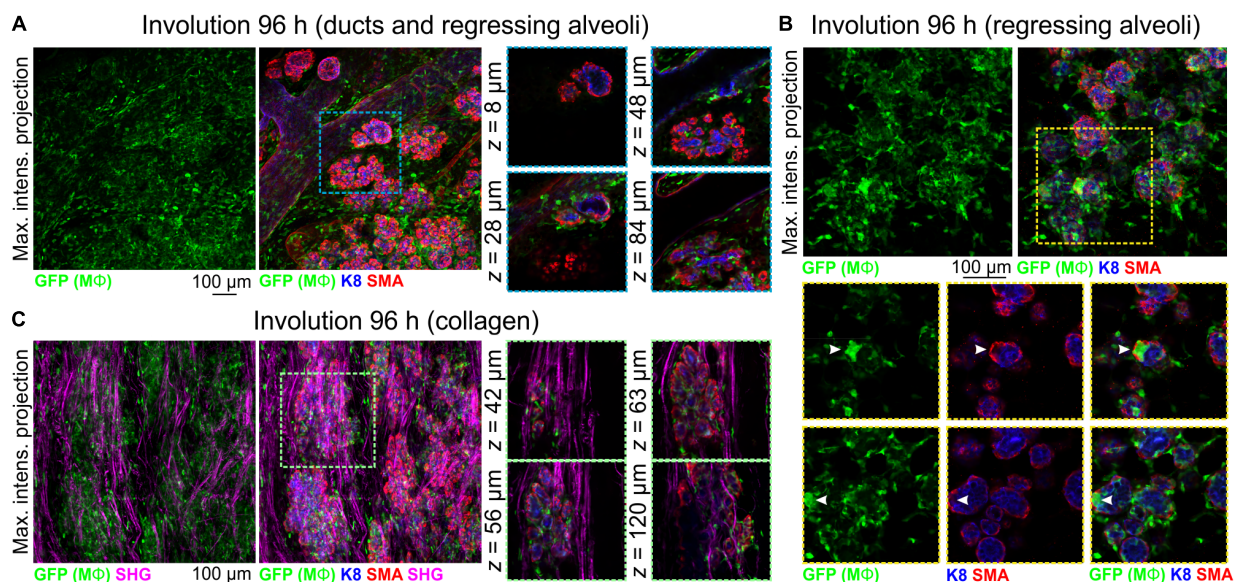 A Involution 96 h (ducts and regressing alveoli)
Max. intens. projection
GFP (MΦ)
100 µm
GFP (MΦ) K8 SMA
z = 8 µm
z = 48 µm
z = 28 µm
z = 84 µm
B Involution 96 h (regressing alveoli)
Max. intens. projection
GFP (MΦ)
100 µm
GFP (MΦ) K8 SMA
GFP (MΦ)
K8 SMA
GFP (MΦ) K8 SMA
C Involution 96 h (collagen)
Max. intens. projection
GFP (MΦ) SHG
100 µm
GFP (MΦ) K8 SMA SHG
z = 42 µm
z = 63 µm
z = 56 µm
z = 120 µm